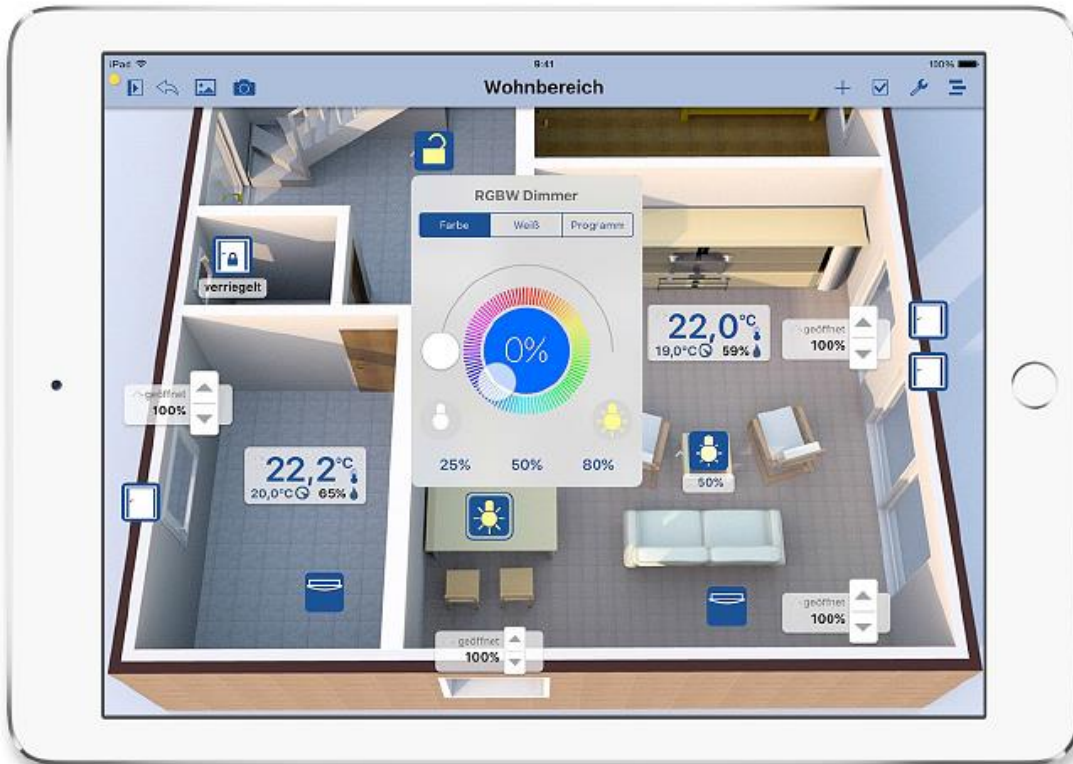 iPad
9:41
100%
Wohnbereich
RGBW Dimmer
Farbe
Weiß
Programm
verriegelt
0%
22,0°C
19,0°C 59%
geöffnet
100%
geöffnet
100%
22,2°C
20,0°C 65%
25%
50%
80%
50%
geöffnet
100%
geöffnet
100%